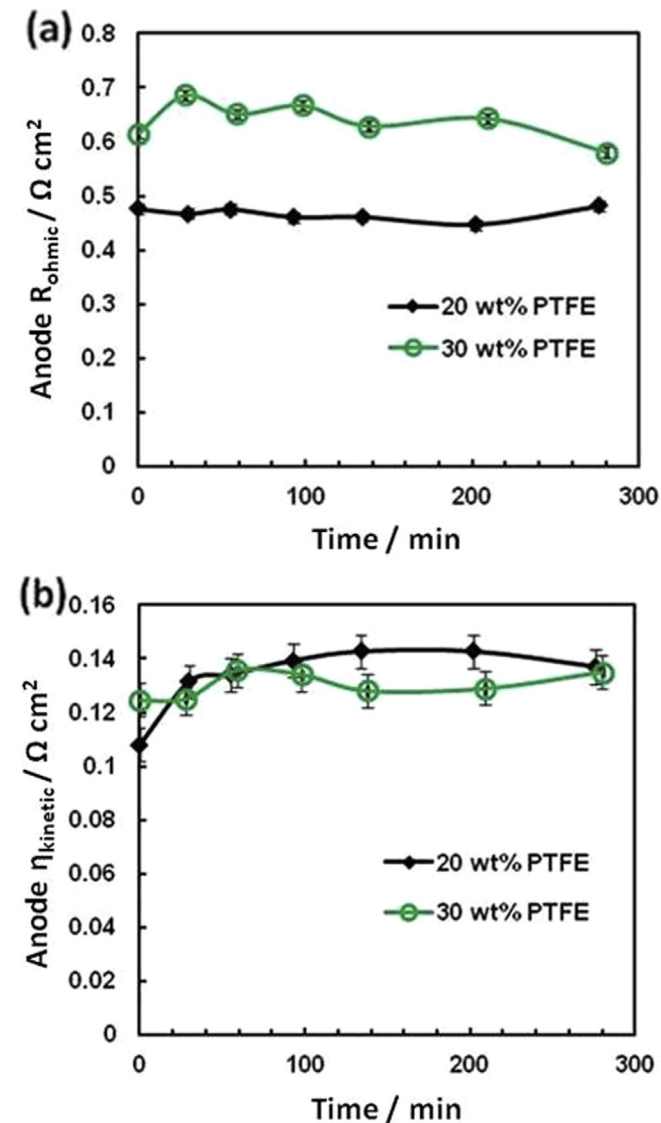 (a)
0.8
0.7
0.6
0.5
0.4
0.3
0.2
0.1
0
Anode Rohmic / Ω cm²
20 wt% PTFE
30 wt% PTFE
0 100 200 300
Time / min
(b)
0.16
0.14
0.12
0.1
0.08
0.06
0.04
0.02
0
Anode ηkinetic / Ω cm²
20 wt% PTFE
30 wt% PTFE
0 100 200 300
Time / min